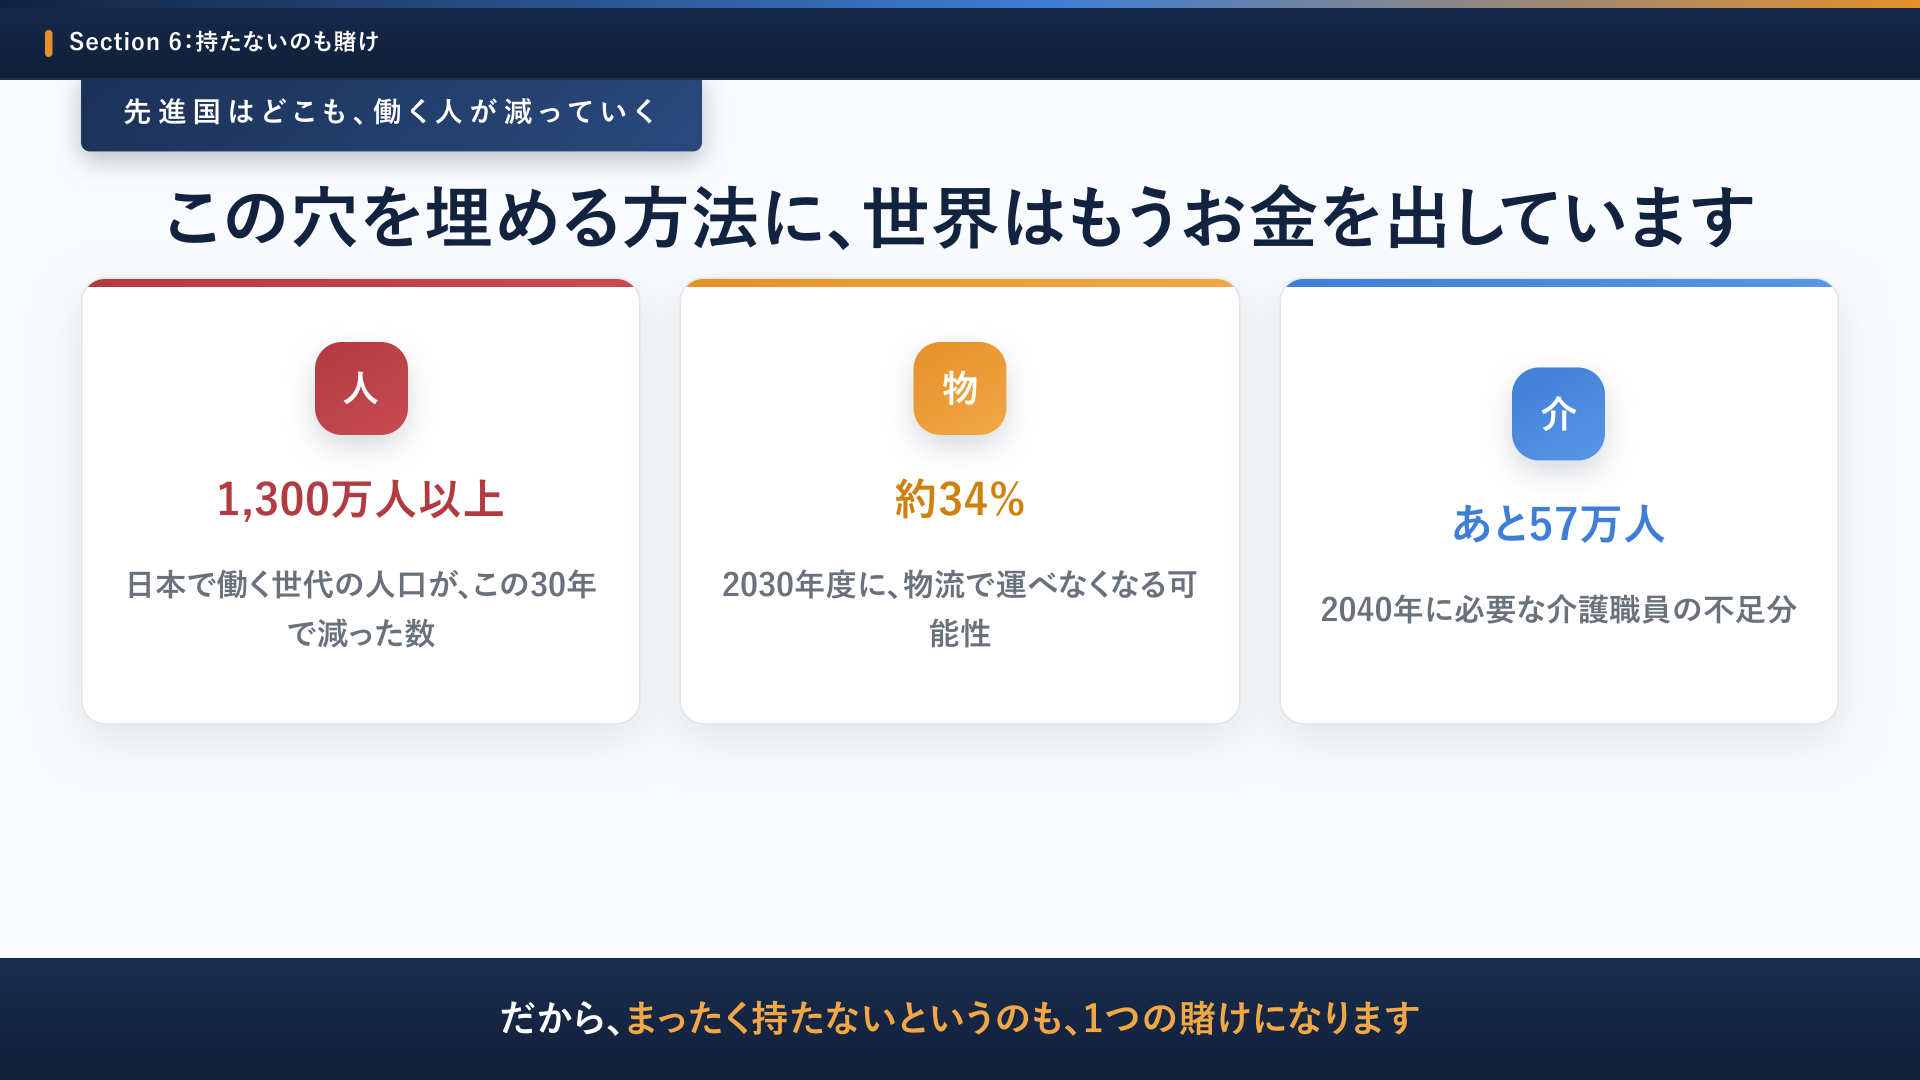 Section 6：持たないのも賭け
先進国はどこも、働く人が減っていく
この穴を埋める方法に、世界はもうお金を出しています
人
1,300万人以上
日本で働く世代の人口が、この30年
で減った数
物
約34%
2030年度に、物流で運べなくなる可
能性
介
あと57万人
2040年に必要な介護職員の不足分
だから、まったく持たないというのも、1つの賭けになります